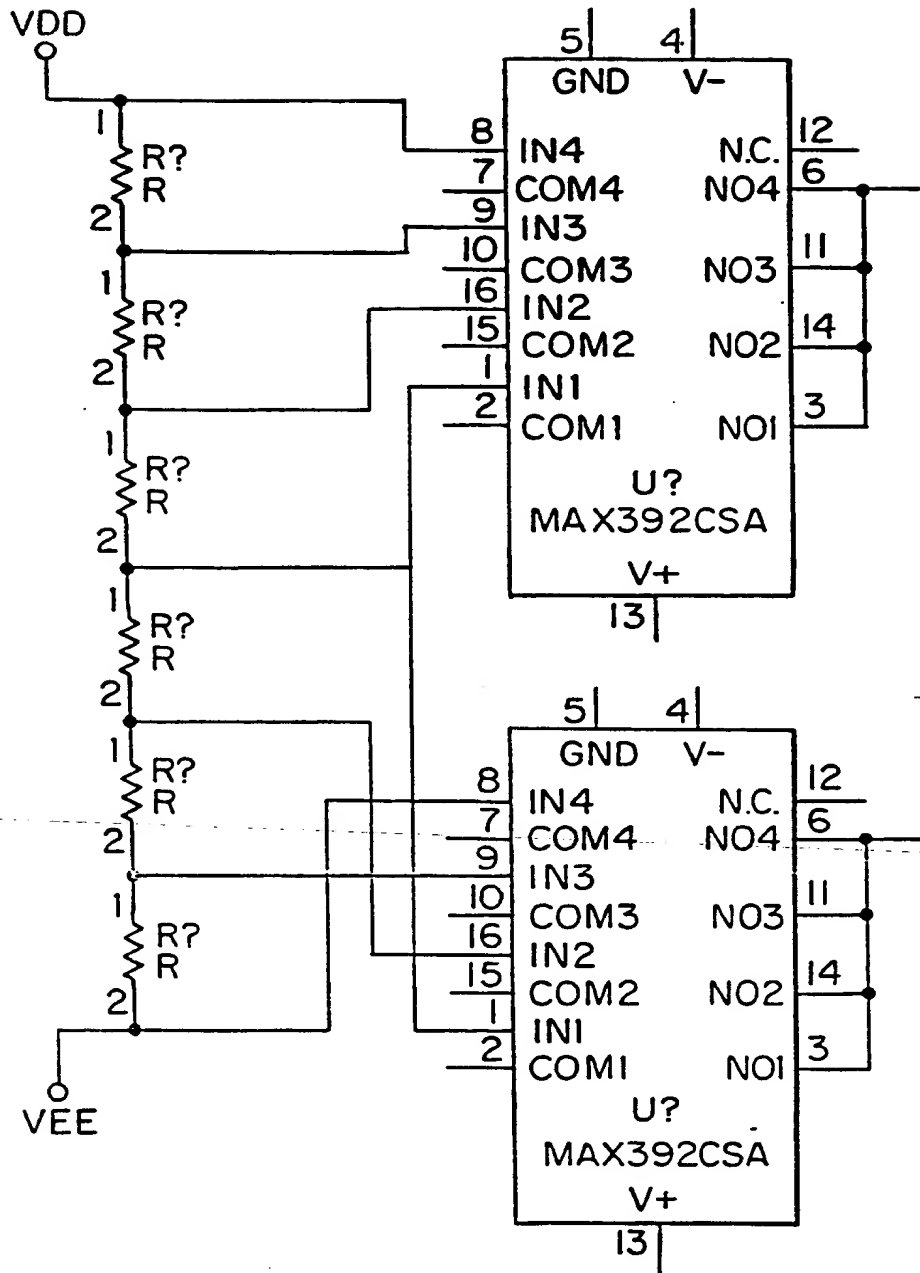 VDD
1
R?
R
2
1
R?
R
2
1
R?
R
2
1
R?
R
2
1
R?
R
2
1
R?
R
2
VEE
5 4
GND V-
8 IN4 N.C. 12
7 COM4 NO4 6
9 IN3
10 COM3 NO3 11
16 IN2
15 COM2 NO2 14
1 IN1
2 COM1 NO1 3
U?
MAX392CSA
V+
13
5 4
GND V-
8 IN4 N.C. 12
7 COM4 NO4 6
9 IN3
10 COM3 NO3 11
16 IN2
15 COM2 NO2 14
1 IN1
2 COM1 NO1 3
U?
MAX392CSA
V+
13